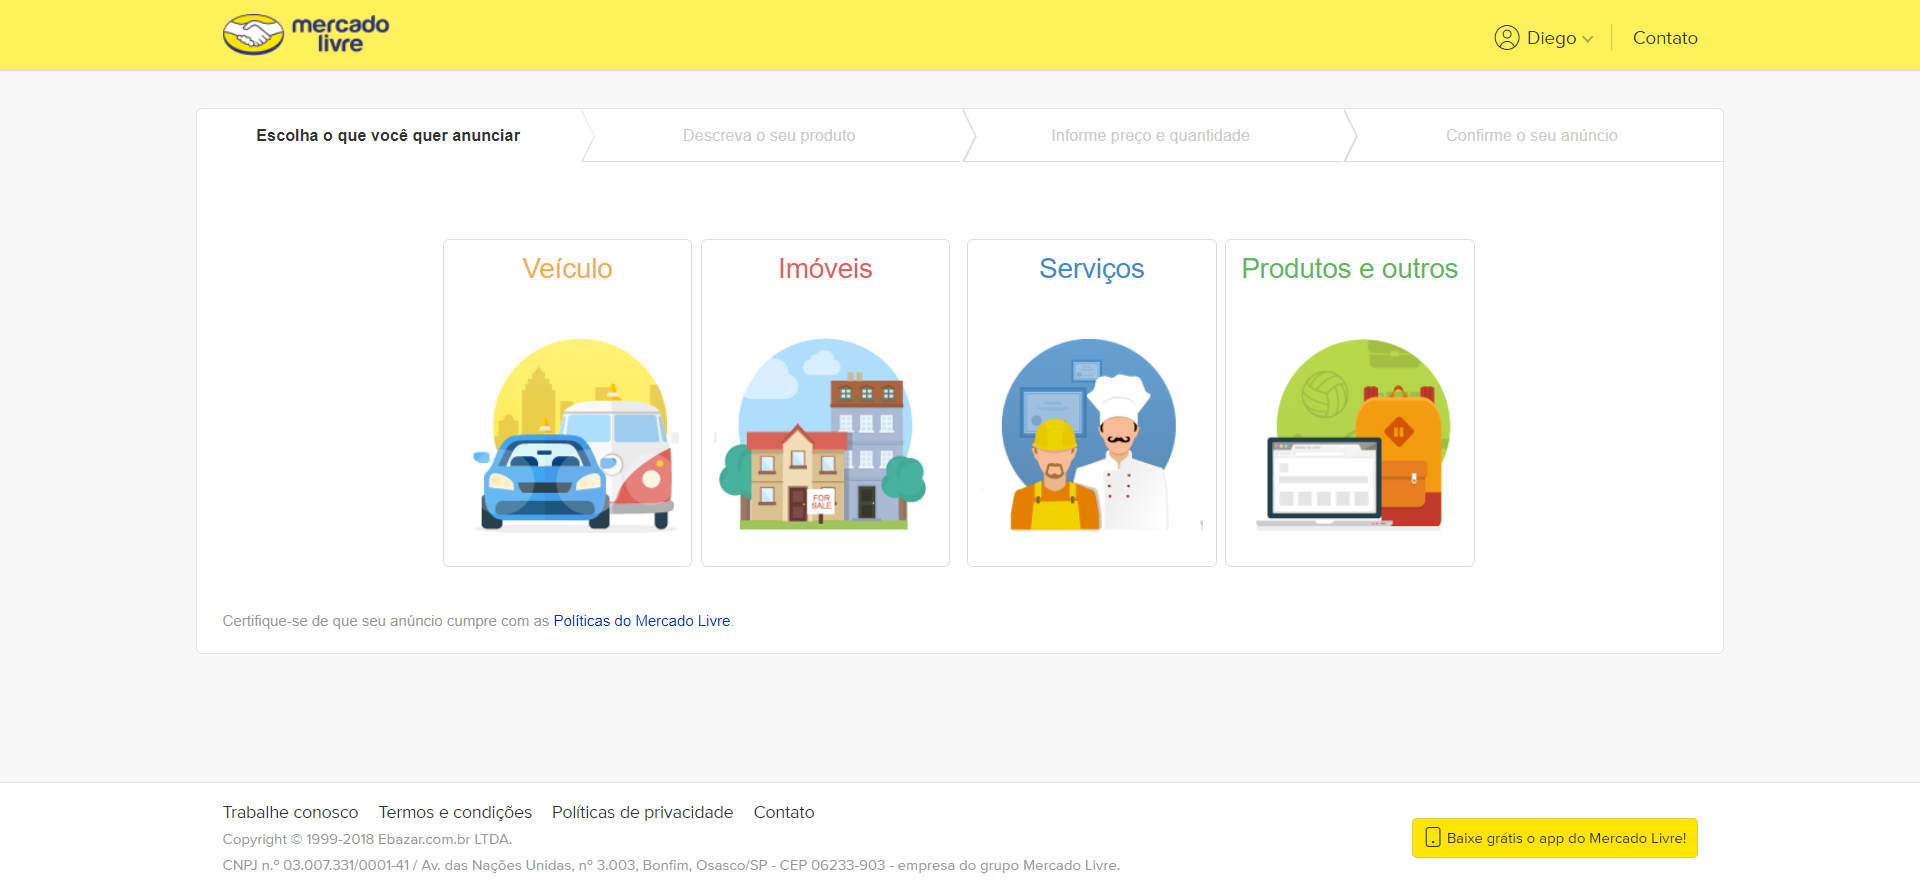 mercado
livre
Diego
Contato
Escolha o que você quer anunciar
Descreva o seu produto
Informe preço e quantidade
Confirme o seu anúncio
Veículo
Imóveis
Serviços
Produtos e outros
FOR
SALE
Certifique-se de que seu anúncio cumpre com as Políticas do Mercado Livre.
Trabalhe conosco Termos e condições Políticas de privacidade Contato
Copyright © 1999-2018 Ebazar.com.br LTDA.
CNPJ n.º 03.007.331/0001-41 / Av. das Nações Unidas, nº 3.003, Bonfim, Osasco/SP - CEP 06233-903 - empresa do grupo Mercado Livre.
Baixe grátis o app do Mercado Livre!